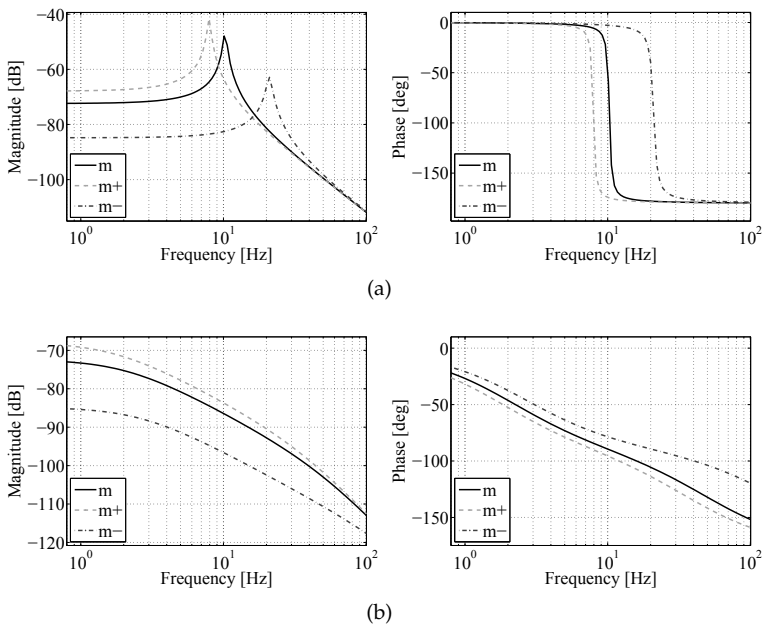 −40
−60
−80
−100
Magnitude [dB]
m
m+
m−
10^0
10^1
10^2
Frequency [Hz]
0
−50
−100
−150
Phase [deg]
m
m+
m−
10^0
10^1
10^2
Frequency [Hz]
(a)
−70
−80
−90
−100
−110
−120
Magnitude [dB]
m
m+
m−
10^0
10^1
10^2
Frequency [Hz]
0
−50
−100
−150
Phase [deg]
m
m+
m−
10^0
10^1
10^2
Frequency [Hz]
(b)